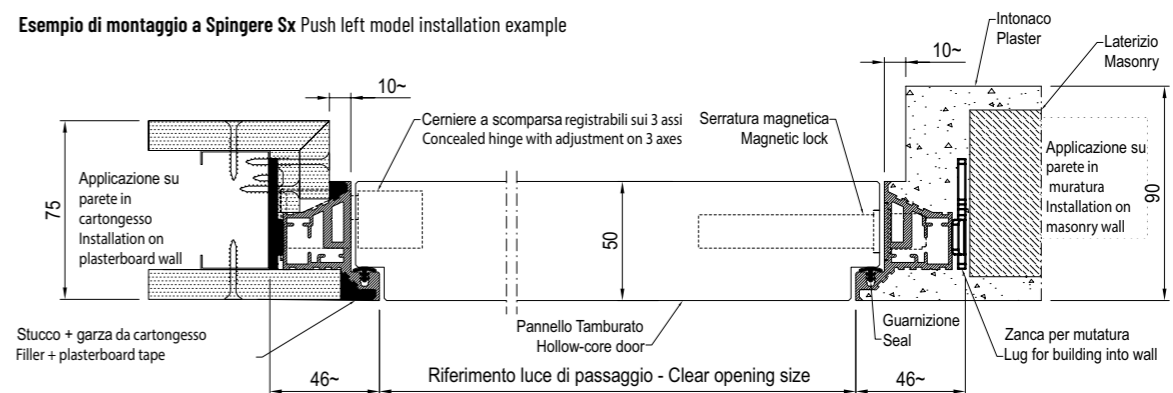 Esempio di montaggio a Spingere Sx Push left model installation example
Intonaco
Plaster
Laterizio
Masonry
10~
10~
Cerniere a scomparsa registrabili sui 3 assi
Concealed hinge with adjustment on 3 axes
Serratura magnetica
Magnetic lock
75
Applicazione su
parete in
cartongesso
Installation on
plasterboard wall
50
Applicazione su
parete in
muratura
Installation on
masonry wall
90
Stucco + garza da cartongesso
Filler + plasterboard tape
Pannello Tamburato
Hollow-core door
Guarnizione
Seal
Zanca per mutatura
Lug for building into wall
46~
Riferimento luce di passaggio - Clear opening size
46~